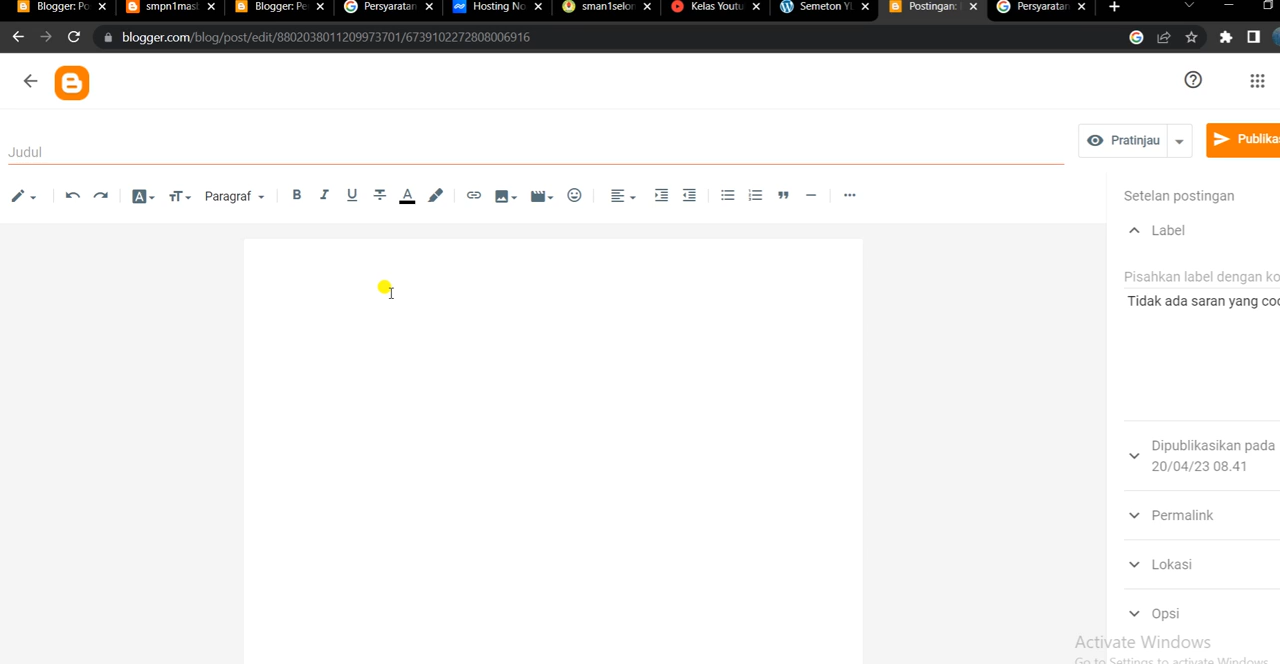 Blogger: Po
smpn1mas
Blogger: Pe
Persyaratan
Hosting No
sman1selon
Kelas Youtu
Semeton Y
Postingan:
Persyaratan
blogger.com/blog/post/edit/8802038011209973701/6739102272808006916
Judul
Pratinjau
Publikas
Paragraf
B I U A
Setelan postingan
Label
Pisahkan label dengan ko
Tidak ada saran yang coc
Dipublikasikan pada
20/04/23 08.41
Permalink
Lokasi
Opsi
Activate Windows
Go to Settings to activate Windows.